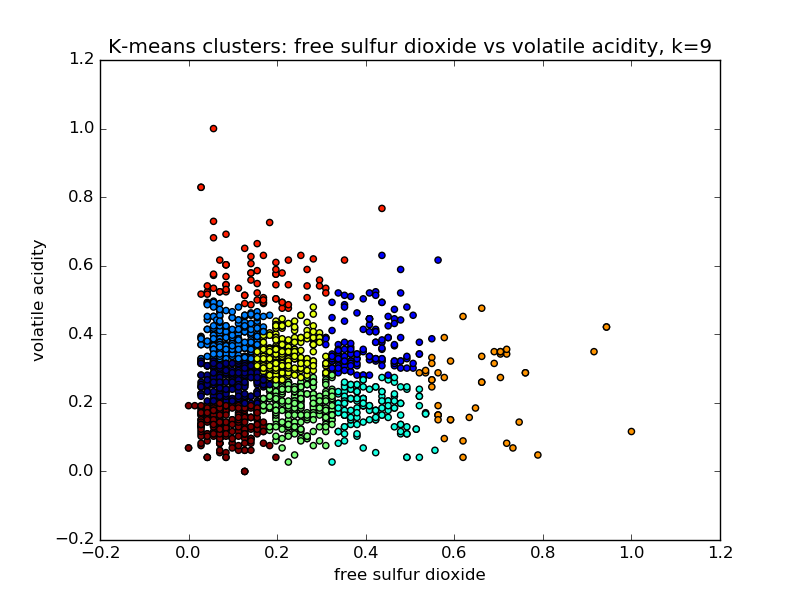 K-means clusters: free sulfur dioxide vs volatile acidity, k=9
1.2
1.0
0.8
0.6
0.4
0.2
0.0
−0.2
volatile acidity
−0.2 0.0 0.2 0.4 0.6 0.8 1.0 1.2
free sulfur dioxide